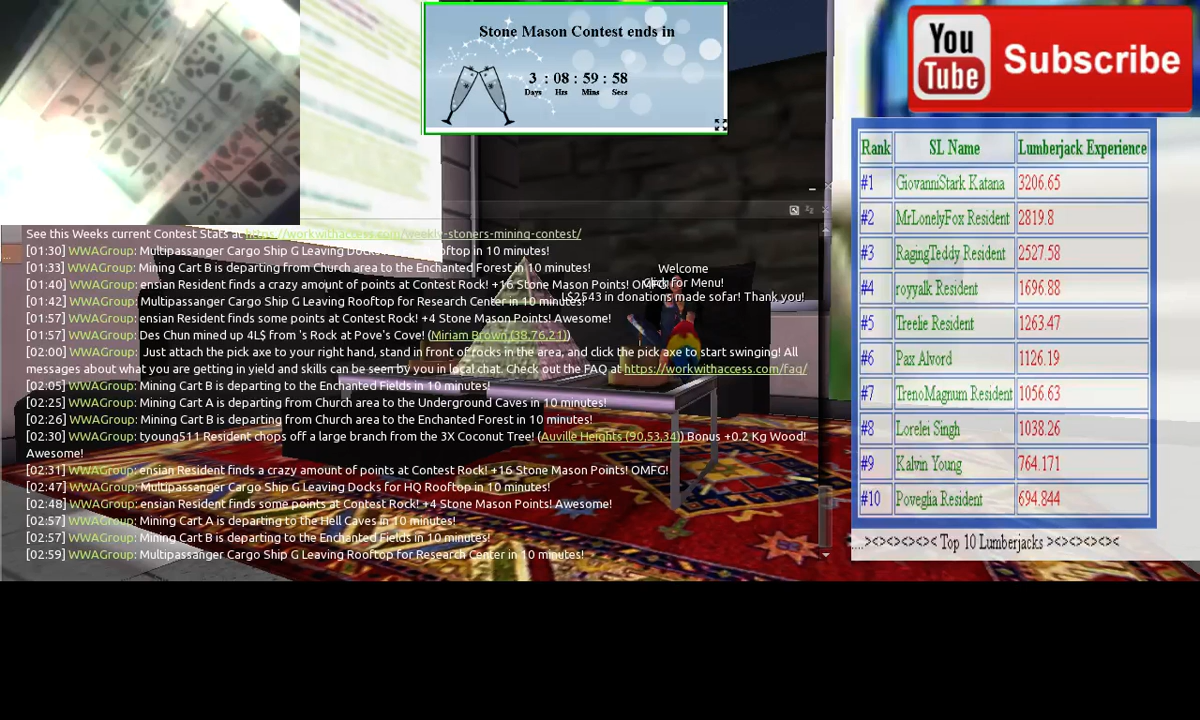 Stone Mason Contest ends in
3 : 08 : 59 : 58
Days Hrs Mins Secs
You Tube Subscribe
See this Weeks current Contest Stats at https://workwithaccess.com/weekly-stoners-mining-contest/
[01:30] WWAGroup: Multipassanger Cargo Ship G Leaving Docks for HQ Rooftop in 10 minutes!
[01:33] WWAGroup: Mining Cart B is departing from Church area to the Enchanted Forest in 10 minutes!
[01:40] WWAGroup: ensian Resident finds a crazy amount of points at Contest Rock! +16 Stone Mason Points! OMFG!
[01:42] WWAGroup: Multipassanger Cargo Ship G Leaving Rooftop for Research Center in 10 minutes!
[01:57] WWAGroup: ensian Resident finds some points at Contest Rock! +4 Stone Mason Points! Awesome!
[01:57] WWAGroup: Des Chun mined up 4L$ from 's Rock at Pove's Cove! (Miriam Brown (38,76,21))
[02:00] WWAGroup: Just attach the pick axe to your right hand, stand in front of rocks in the area, and click the pick axe to start swinging! All
messages about what you are getting in yield and skills can be seen by you in local chat. Check out the FAQ at https://workwithaccess.com/faq/
[02:05] WWAGroup: Mining Cart B is departing to the Enchanted Fields in 10 minutes!
[02:25] WWAGroup: Mining Cart A is departing from Church area to the Underground Caves in 10 minutes!
[02:26] WWAGroup: Mining Cart B is departing from Church area to the Enchanted Forest in 10 minutes!
[02:30] WWAGroup: tyoung511 Resident chops off a large branch from the 3X Coconut Tree! (Auville Heights (90,53,34)) Bonus +0.2 Kg Wood!
Awesome!
[02:31] WWAGroup: ensian Resident finds a crazy amount of points at Contest Rock! +16 Stone Mason Points! OMFG!
[02:47] WWAGroup: Multipassanger Cargo Ship G Leaving Docks for HQ Rooftop in 10 minutes!
[02:48] WWAGroup: ensian Resident finds some points at Contest Rock! +4 Stone Mason Points! Awesome!
[02:57] WWAGroup: Mining Cart A is departing to the Hell Caves in 10 minutes!
[02:57] WWAGroup: Mining Cart B is departing to the Enchanted Fields in 10 minutes!
[02:59] WWAGroup: Multipassanger Cargo Ship G Leaving Rooftop for Research Center in 10 minutes!
Welcome
Click for Menu!
L$2543 in donations made sofar! Thank you!
Rank SL Name Lumberjack Experience
#1 GiovanniStark Katana 3206.65
#2 MrLonelyFox Resident 2819.8
#3 RagingTeddy Resident 2527.58
#4 royyalk Resident 1696.88
#5 Treelie Resident 1263.47
#6 Pax Alvord 1126.19
#7 TrenoMagnum Resident 1056.63
#8 Lorelei Singh 1038.26
#9 Kalvin Young 764.171
#10 Poveglia Resident 694.844
....><><><><>< Top 10 Lumberjacks ><><><><><